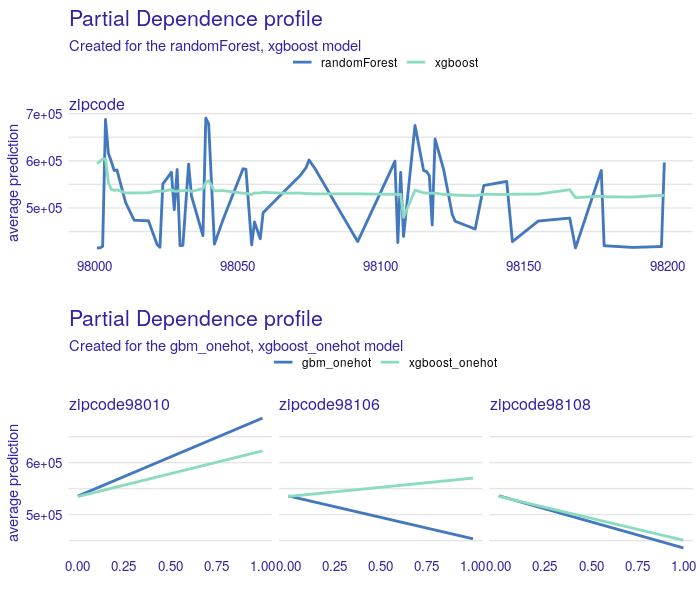 Partial Dependence profile
Created for the randomForest, xgboost model
randomForest xgboost
zipcode
7e+05
6e+05
5e+05
average prediction
98000 98050 98100 98150 98200
Partial Dependence profile
Created for the gbm_onehot, xgboost_onehot model
gbm_onehot xgboost_onehot
zipcode98010 zipcode98106 zipcode98108
6e+05
5e+05
average prediction
0.00 0.25 0.50 0.75 1.00 0.00 0.25 0.50 0.75 1.00 0.00 0.25 0.50 0.75 1.00